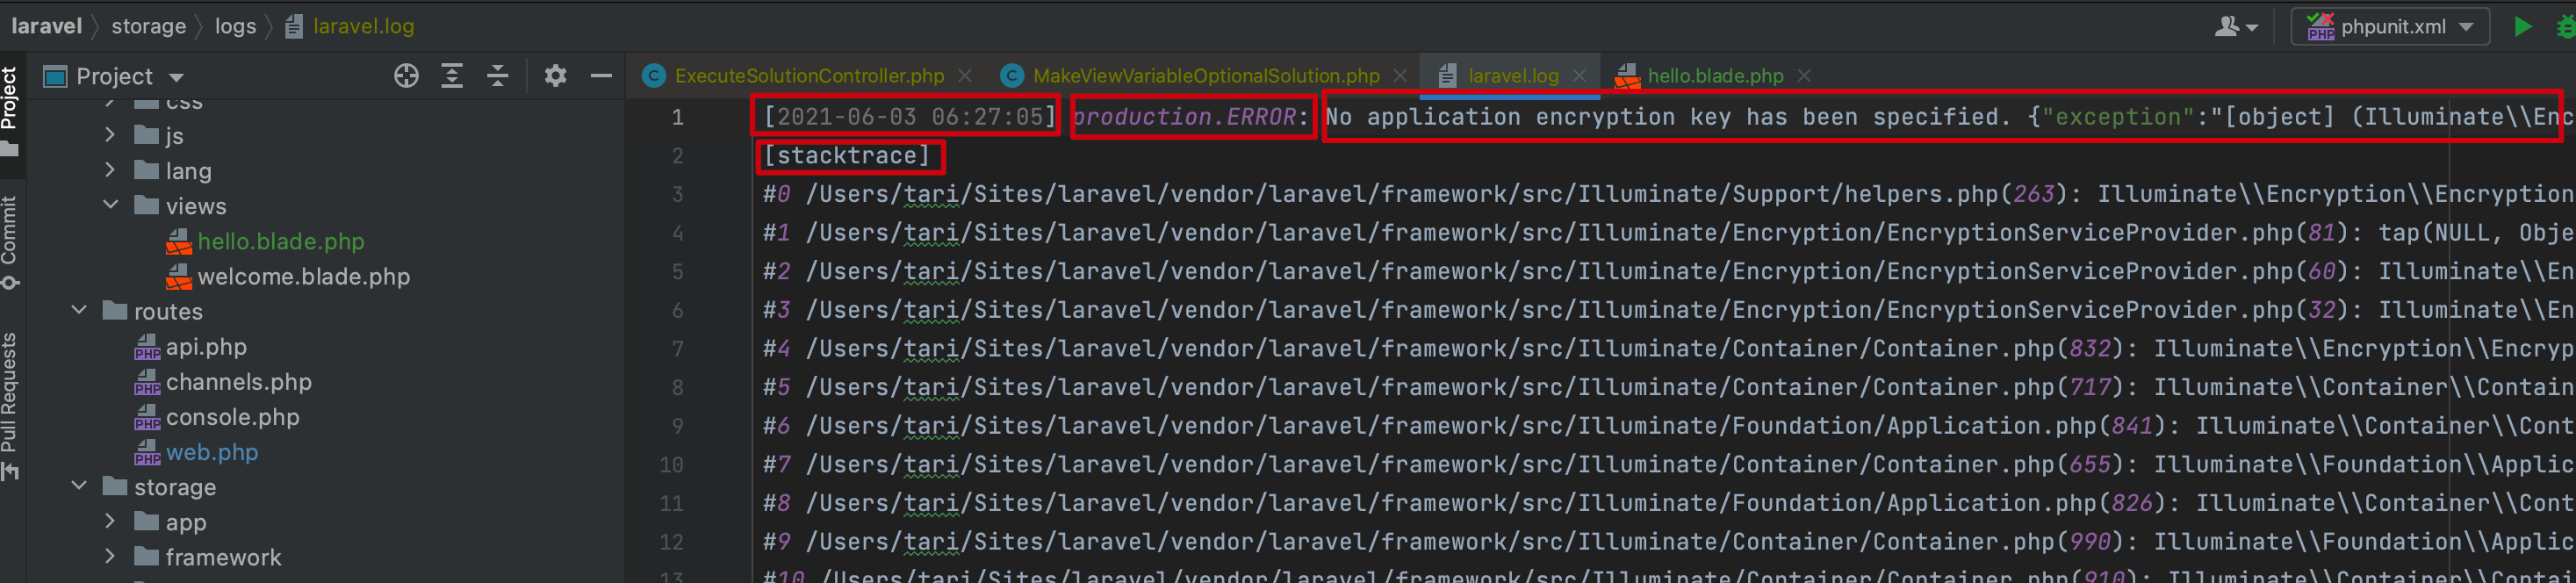 laravel storage logs laravel.log
phpunit.xml
Project
ExecuteSolutionController.php MakeViewVariableOptionalSolution.php laravel.log hello.blade.php
Project
Commit
Pull Requests
css
js
lang
views
hello.blade.php
welcome.blade.php
routes
api.php
channels.php
console.php
web.php
storage
app
framework
1 [2021-06-03 06:27:05] production.ERROR: No application encryption key has been specified. {"exception":"[object] (Illuminate\\Enc
2 [stacktrace]
3 #0 /Users/tari/Sites/laravel/vendor/laravel/framework/src/Illuminate/Support/helpers.php(263): Illuminate\\Encryption\\Encryption
4 #1 /Users/tari/Sites/laravel/vendor/laravel/framework/src/Illuminate/Encryption/EncryptionServiceProvider.php(81): tap(NULL, Obje
5 #2 /Users/tari/Sites/laravel/vendor/laravel/framework/src/Illuminate/Encryption/EncryptionServiceProvider.php(60): Illuminate\\En
6 #3 /Users/tari/Sites/laravel/vendor/laravel/framework/src/Illuminate/Encryption/EncryptionServiceProvider.php(32): Illuminate\\En
7 #4 /Users/tari/Sites/laravel/vendor/laravel/framework/src/Illuminate/Container/Container.php(832): Illuminate\\Encryption\\Encryp
8 #5 /Users/tari/Sites/laravel/vendor/laravel/framework/src/Illuminate/Container/Container.php(717): Illuminate\\Container\\Contain
9 #6 /Users/tari/Sites/laravel/vendor/laravel/framework/src/Illuminate/Foundation/Application.php(841): Illuminate\\Container\\Cont
10 #7 /Users/tari/Sites/laravel/vendor/laravel/framework/src/Illuminate/Container/Container.php(655): Illuminate\\Foundation\\Applic
11 #8 /Users/tari/Sites/laravel/vendor/laravel/framework/src/Illuminate/Foundation/Application.php(826): Illuminate\\Container\\Cont
12 #9 /Users/tari/Sites/laravel/vendor/laravel/framework/src/Illuminate/Container/Container.php(990): Illuminate\\Foundation\\Applic
13 #10 /Users/tari/Sites/laravel/vendor/laravel/framework/src/Illuminate/Container/Container.php(910): Illuminate\\Container\\Contai